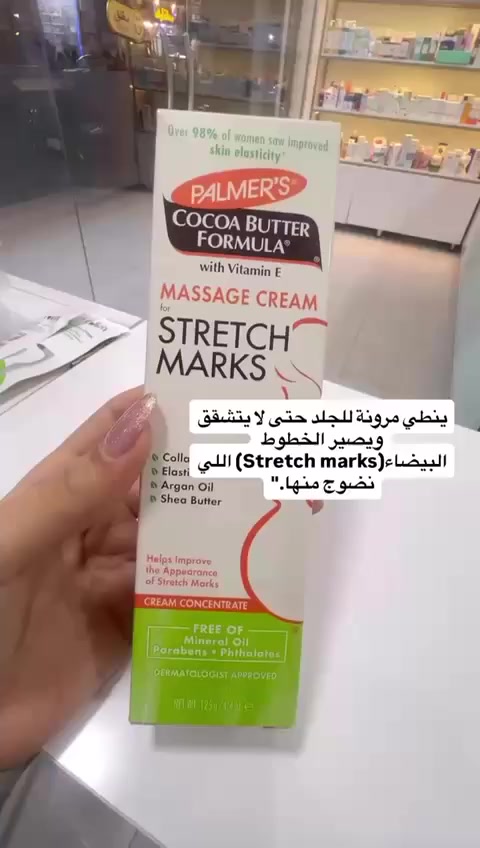 Over 98% of women saw improved
skin elasticity
PALMER'S®
COCOA BUTTER
FORMULA®
with Vitamin E
MASSAGE CREAM
for
STRETCH
MARKS
ينطي مرونة للجلد حتى لا يتشقق
ويصير الخطوط
البيضاء(Stretch marks) اللي
نضوج منها."
Argan Oil
Shea Butter
Helps Improve
the Appearance
of Stretch Marks
CREAM CONCENTRATE
FREE OF
Mineral Oil
Parabens • Phthalates
DERMATOLOGIST APPROVED
NET WT.